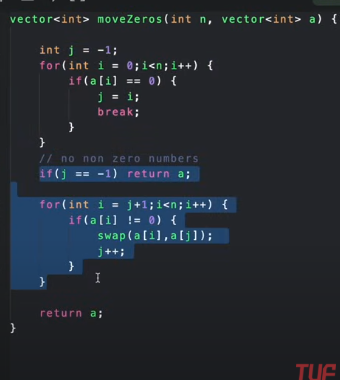 vector<int> moveZeros(int n, vector<int> a) {
int j = -1;
for(int i = 0;i<n;i++) {
if(a[i] == 0) {
j = i;
break;
}
}
// no non zero numbers
if(j == -1) return a;
for(int i = j+1;i<n;i++) {
if(a[i] != 0) {
swap(a[i],a[j]);
j++;
}
}
return a;
}
TUF